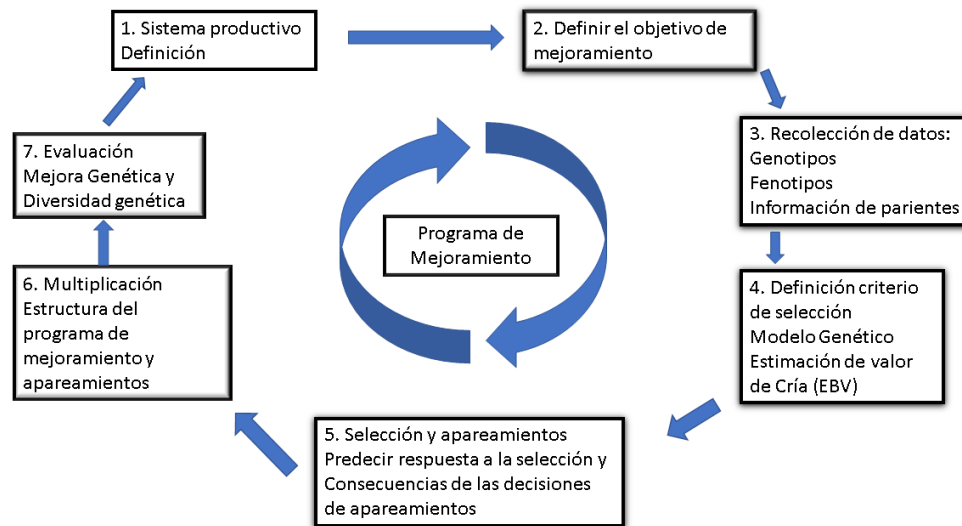 1. Sistema productivo
Definición
2. Definir el objetivo de
mejoramiento
3. Recolección de datos:
Genotipos
Fenotipos
Información de parientes
4. Definición criterio
de selección
Modelo Genético
Estimación de valor
de Cría (EBV)
5. Selección y apareamientos
Predecir respuesta a la selección y
Consecuencias de las decisiones
de apareamientos
6. Multiplicación
Estructura del
programa de
mejoramiento y
apareamientos
7. Evaluación
Mejora Genética y
Diversidad genética
Programa de
Mejoramiento